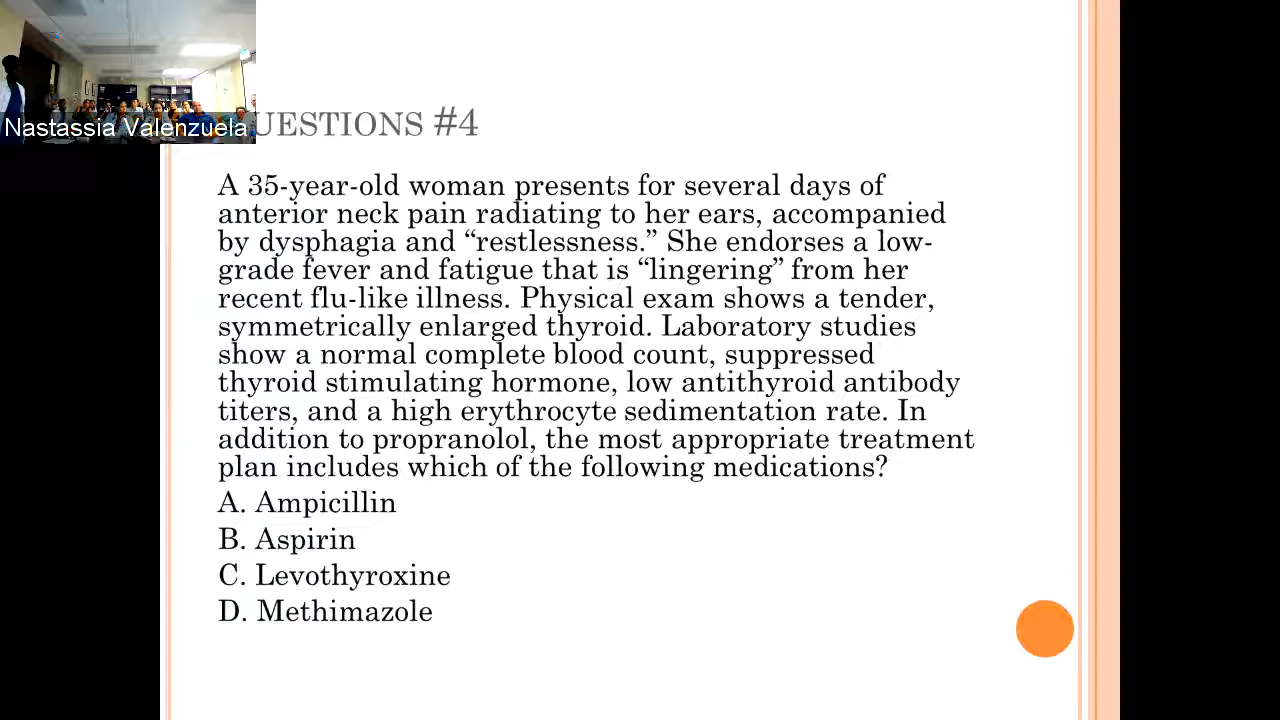 Nastassia Valenzuela
UESTIONS #4
A 35-year-old woman presents for several days of
anterior neck pain radiating to her ears, accompanied
by dysphagia and “restlessness.” She endorses a low-
grade fever and fatigue that is “lingering” from her
recent flu-like illness. Physical exam shows a tender,
symmetrically enlarged thyroid. Laboratory studies
show a normal complete blood count, suppressed
thyroid stimulating hormone, low antithyroid antibody
titers, and a high erythrocyte sedimentation rate. In
addition to propranolol, the most appropriate treatment
plan includes which of the following medications?
A. Ampicillin
B. Aspirin
C. Levothyroxine
D. Methimazole